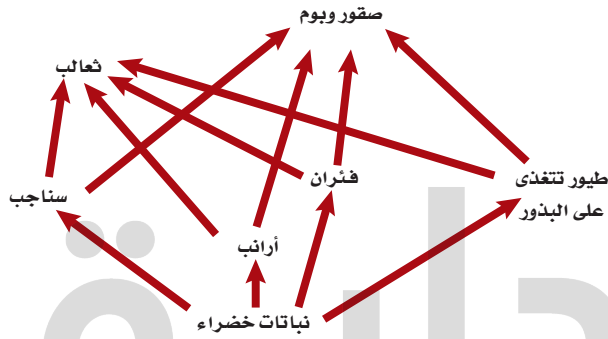 صقور وبوم
ثعالب
فئران
طيور تتغذى
على البذور
سناجب
أرانب
نباتات خضراء